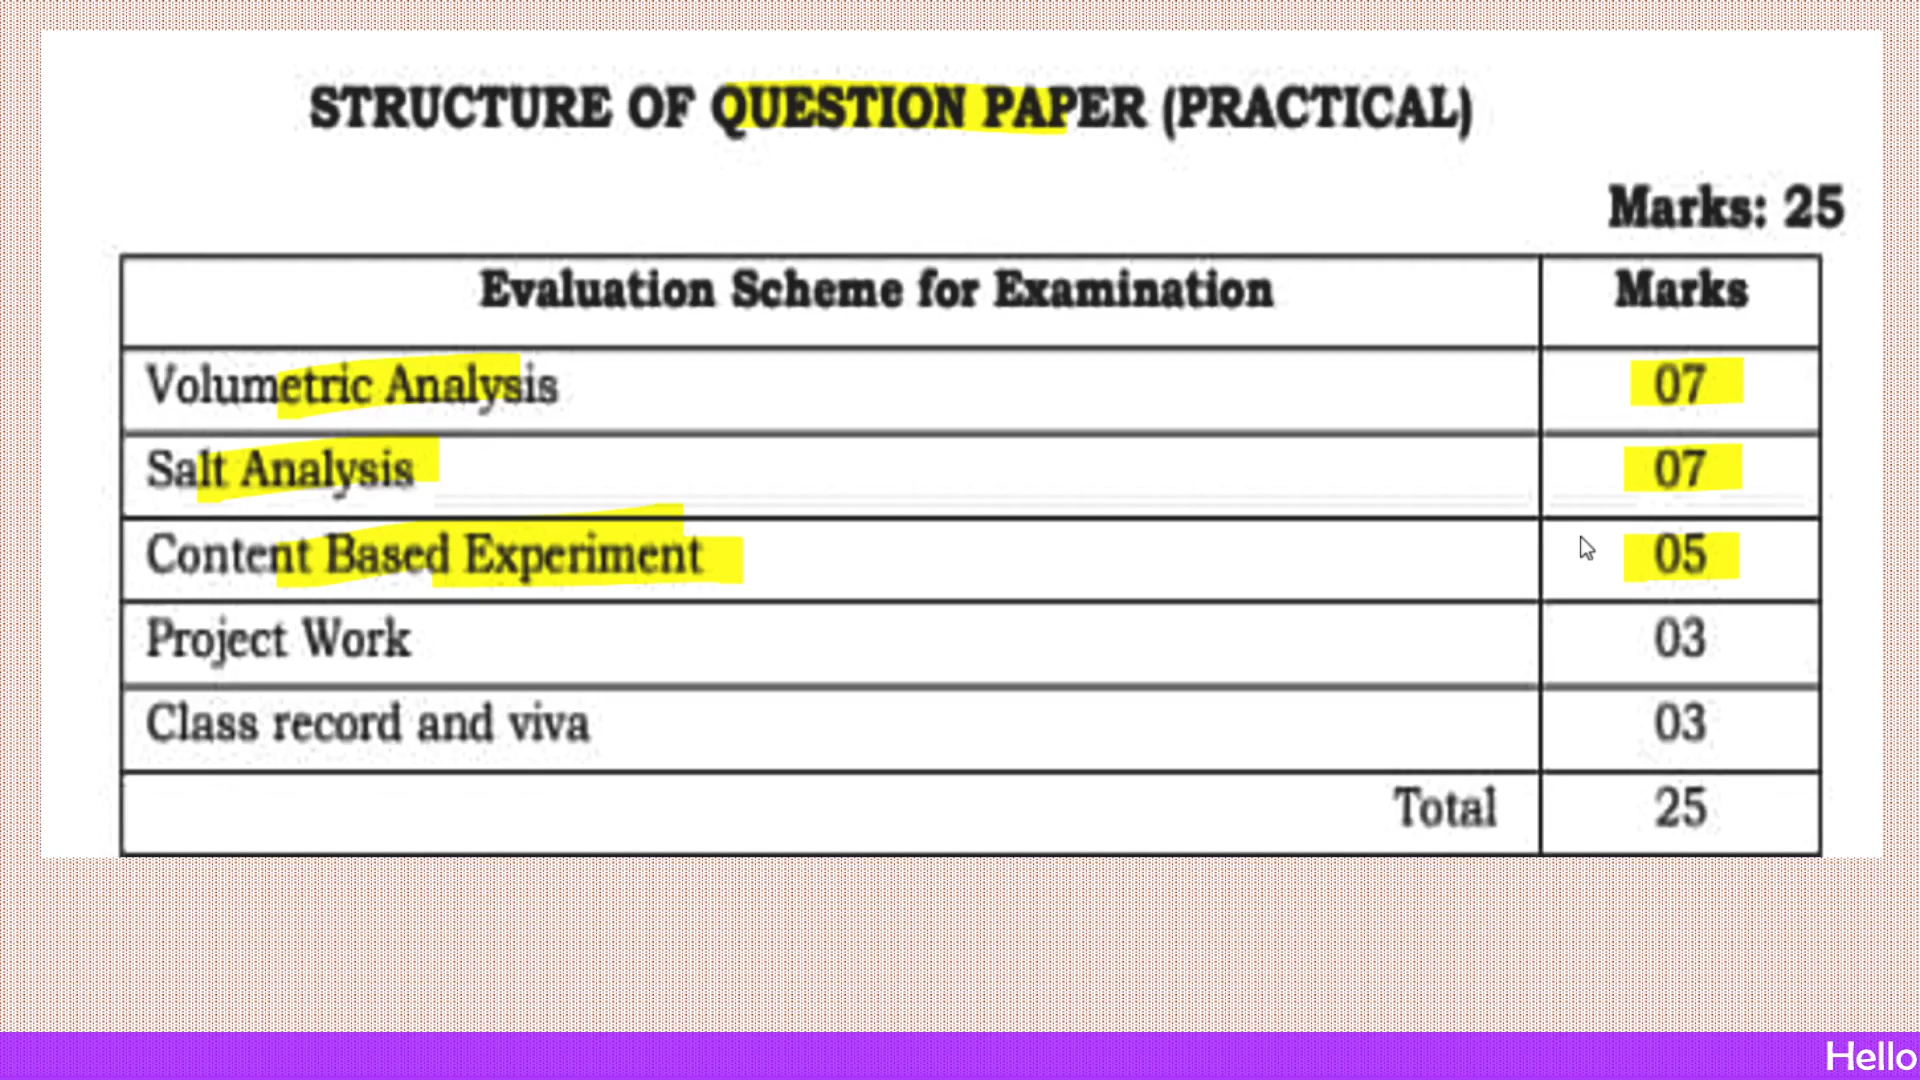 STRUCTURE OF QUESTION PAPER (PRACTICAL)
Marks: 25
Evaluation Scheme for Examination Marks
Volumetric Analysis 07
Salt Analysis 07
Content Based Experiment 05
Project Work 03
Class record and viva 03
Total 25
Hello